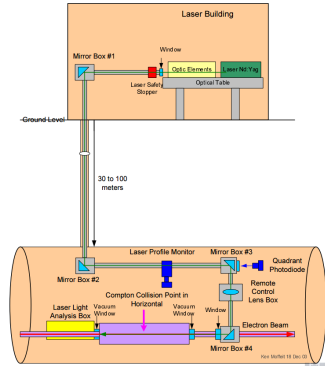 Laser Building
Mirror Box #1
Window
Optic Elements
Laser Nd:Yag
Laser Safety
Stopper
Optical Table
Ground Level
30 to 100
meters
Laser Profile Monitor
Mirror Box #3
Mirror Box #2
Quadrant
Photodiode
Compton Collision Point in
Horizontal
Remote
Control
Lens Box
Laser Light
Analysis Box
Vacuum
Window
Vacuum
Window
Window
Electron Beam
Mirror Box #4